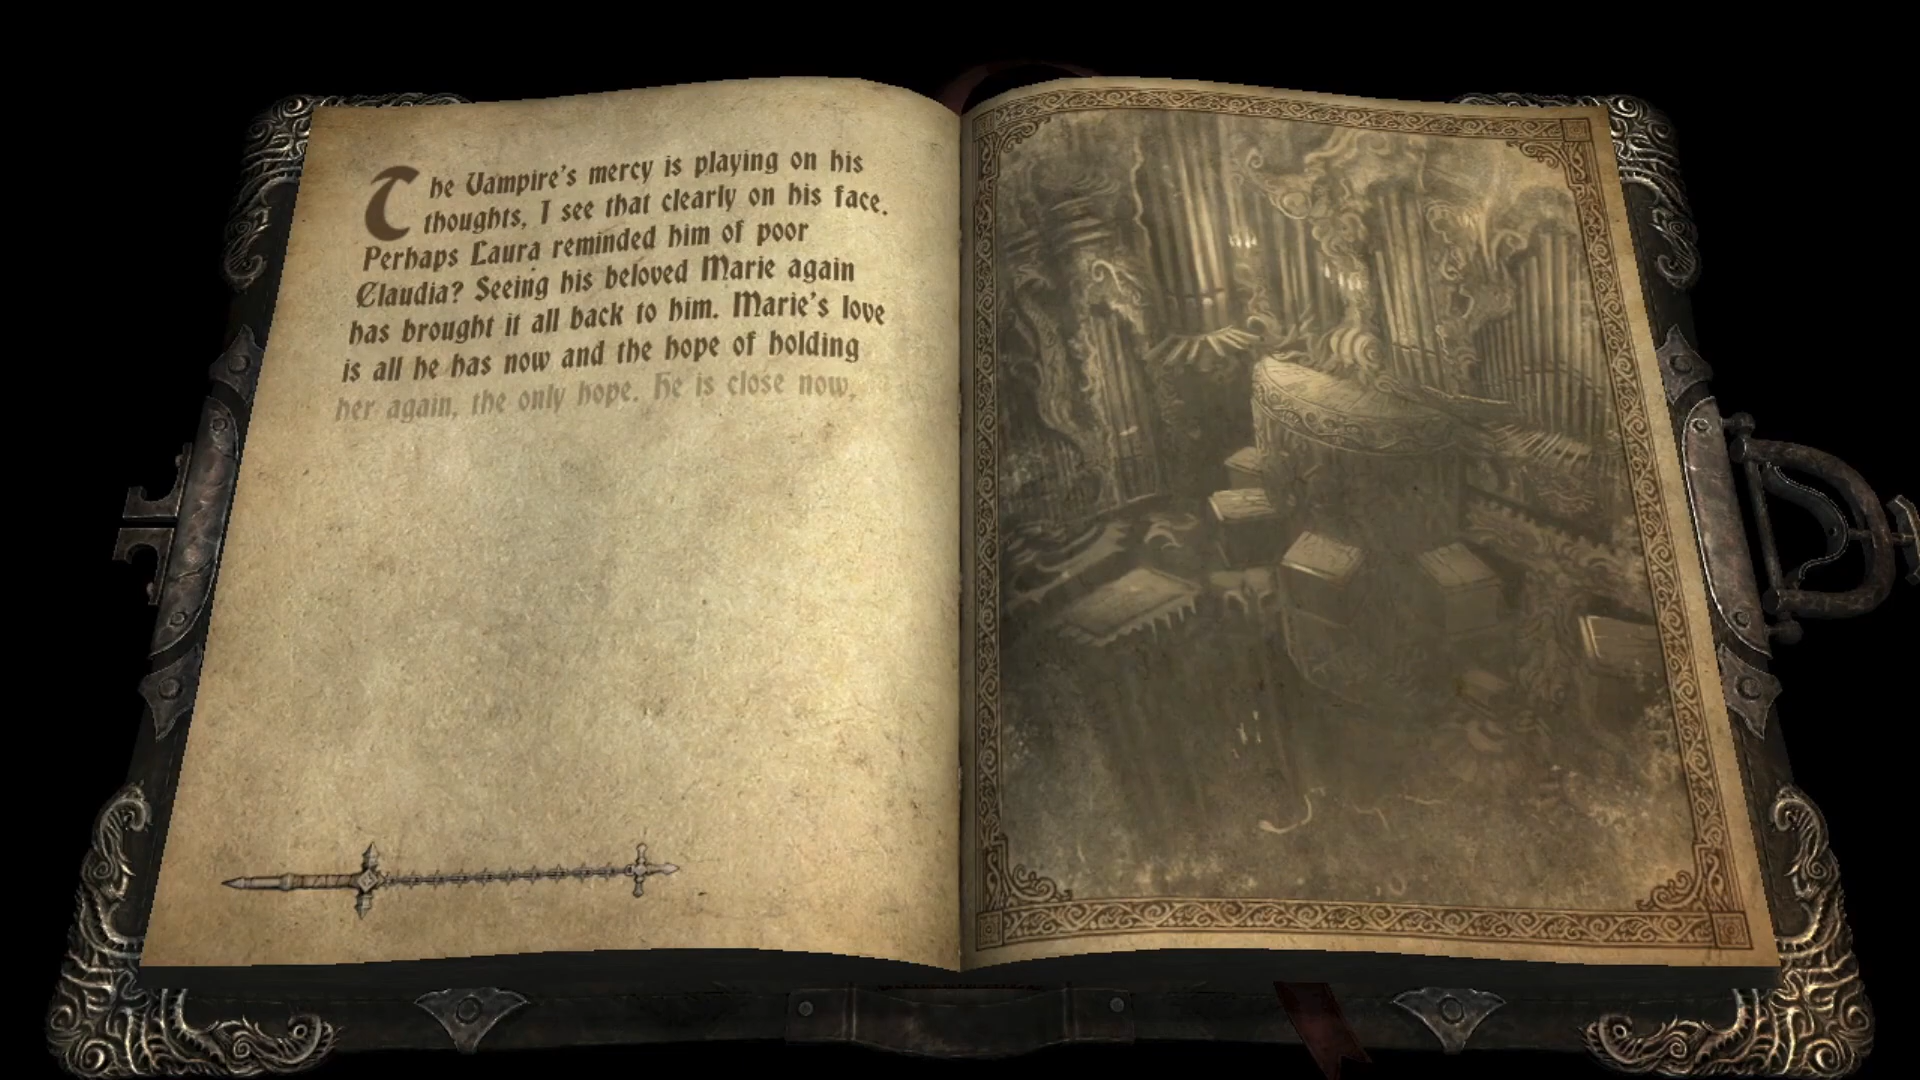 The Vampire's mercy is playing on his
thoughts, I see that clearly on his face.
Perhaps Laura reminded him of poor
Claudia? Seeing his beloved Marie again
has brought it all back to him. Marie's love
is all he has now and the hope of holding
her again, the only hope. He is close now,